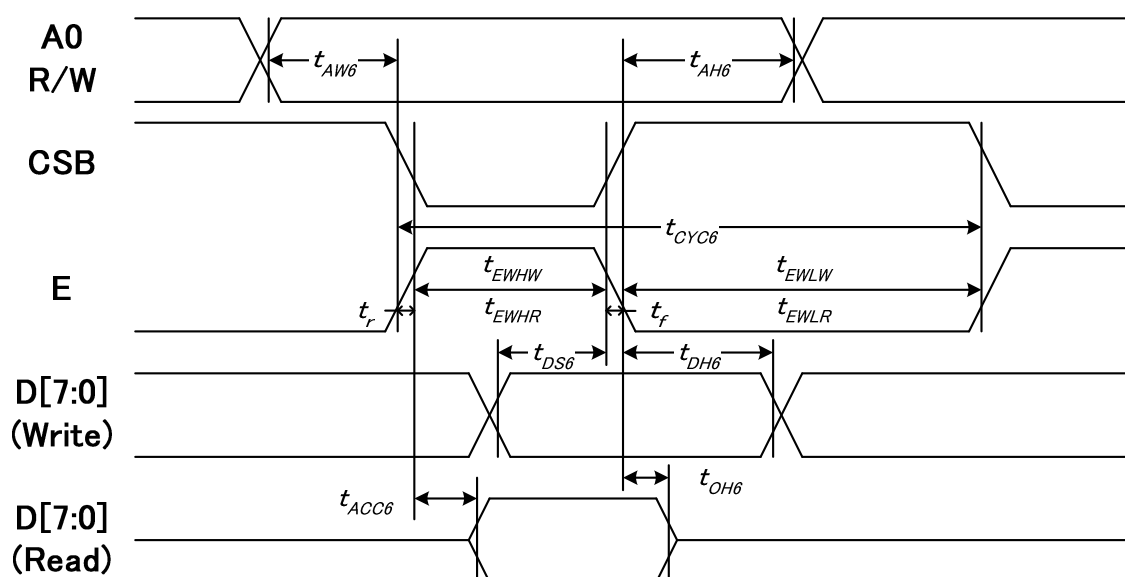 A0
R/W
tAW6
tAH6
CSB
tCYC6
E
tEWHW
tEWLW
tr
tEWHR
tf
tEWLR
tDS6
tDH6
D[7:0]
(Write)
tACC6
tOH6
D[7:0]
(Read)